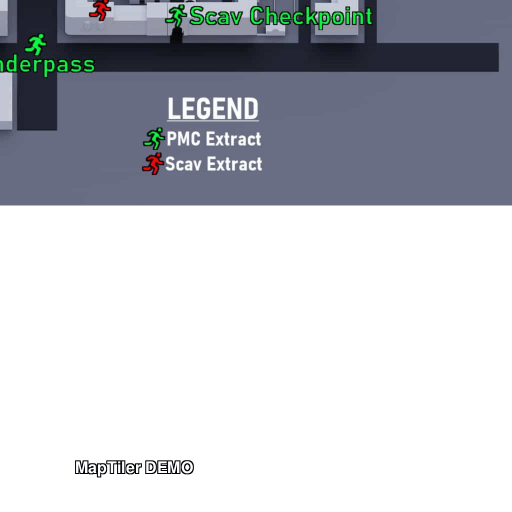 Scav Checkpoint
nderpass
LEGEND
PMC Extract
Scav Extract
MapTiler DEMO